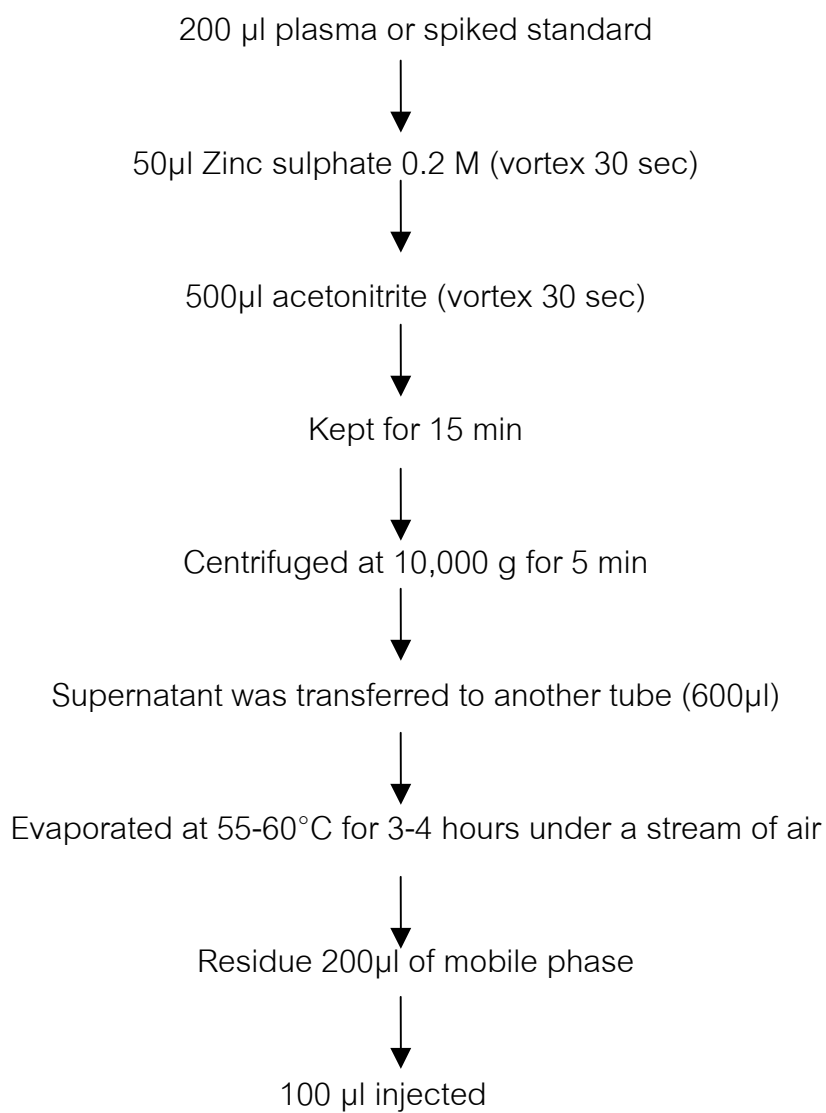 200 µl plasma or spiked standard
50µl Zinc sulphate 0.2 M (vortex 30 sec)
500µl acetonitrite (vortex 30 sec)
Kept for 15 min
Centrifuged at 10,000 g for 5 min
Supernatant was transferred to another tube (600µl)
Evaporated at 55-60°C for 3-4 hours under a stream of air
Residue 200µl of mobile phase
100 µl injected